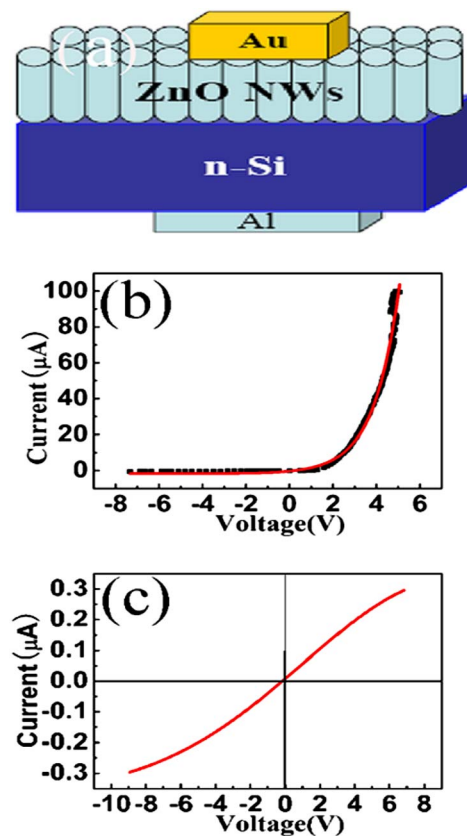 (a)
Au
ZnO NWs
n-Si
Al
(b)
Current (μA)
100
80
60
40
20
0
-8 -6 -4 -2 0 2 4 6
Voltage(V)
(c)
Current (μA)
0.3
0.2
0.1
0.0
-0.1
-0.2
-0.3
-10 -8 -6 -4 -2 0 2 4 6 8
Voltage(V)